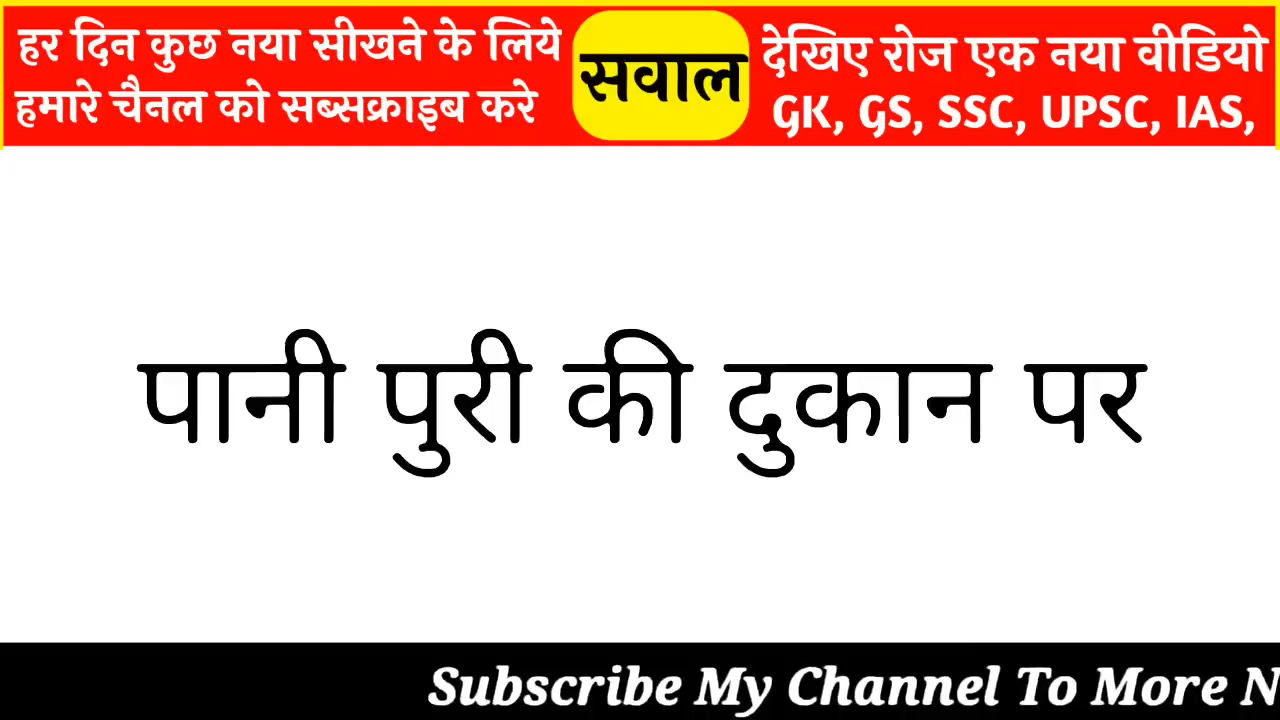 हर दिन कुछ नया सीखने के लिये
हमारे चैनल को सब्सक्राइब करे
सवाल
देखिए रोज एक नया वीडियो
GK, GS, SSC, UPSC, IAS,
पानी पुरी की दुकान पर
Subscribe My Channel To More N